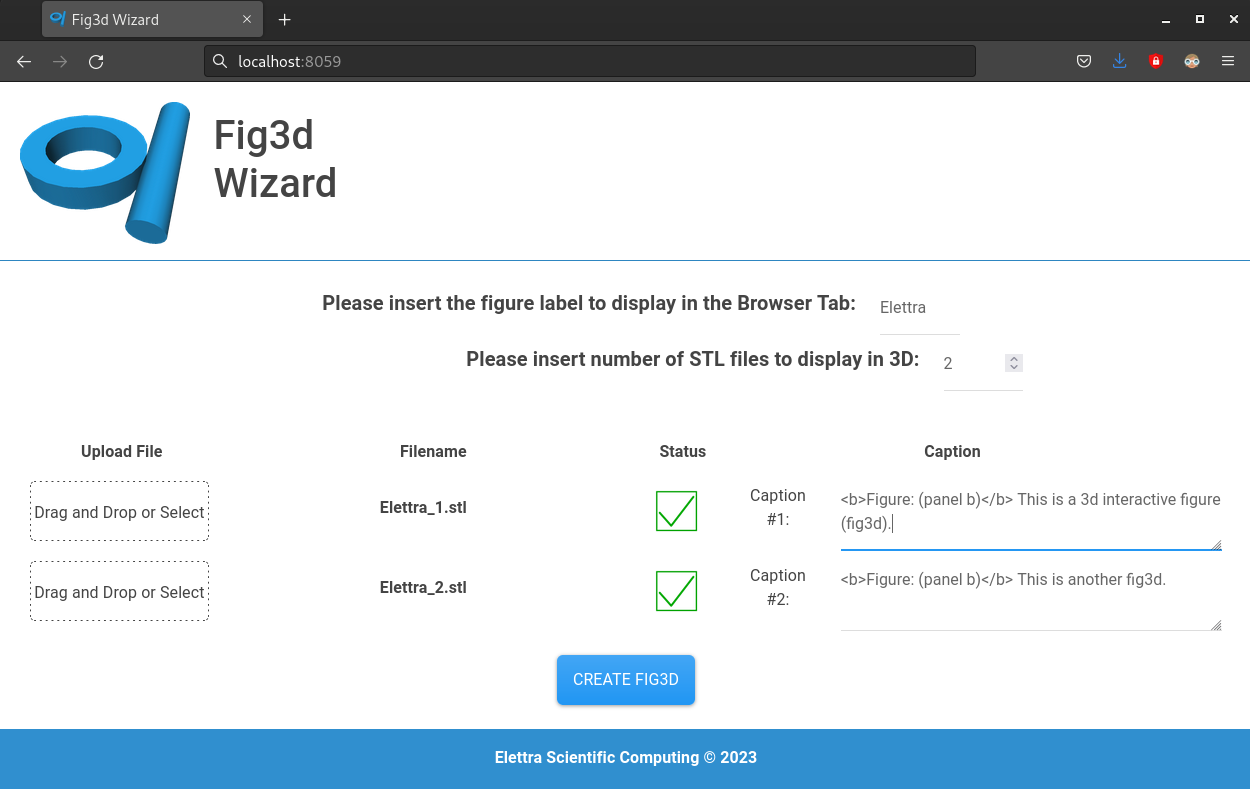 Fig3d Wizard
localhost:8059
Fig3d
Wizard
Please insert the figure label to display in the Browser Tab:
Elettra
Please insert number of STL files to display in 3D:
2
Upload File
Filename
Status
Caption
Drag and Drop or Select
Elettra_1.stl
Caption
#1:
<b>Figure: (panel b)</b> This is a 3d interactive figure
(fig3d).
Drag and Drop or Select
Elettra_2.stl
Caption
#2:
<b>Figure: (panel b)</b> This is another fig3d.
CREATE FIG3D
Elettra Scientific Computing © 2023